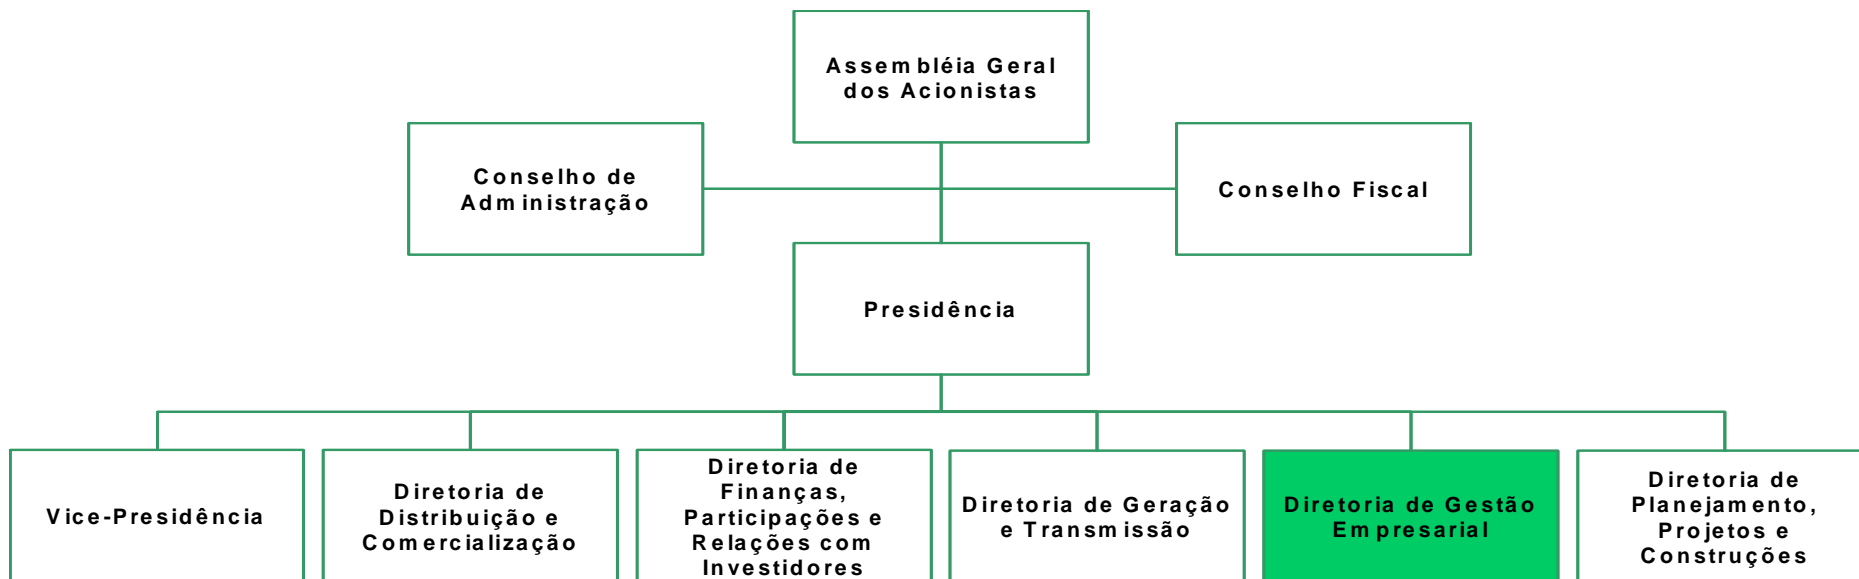 Assembléia Geral
dos Acionistas
Conselho de
Administração
Conselho Fiscal
Presidência
Vice-Presidência
Diretoria de
Distribuição e
Comercialização
Diretoria de
Finanças,
Participações e
Relações com
Investidores
Diretoria de Geração
e Transmissão
Diretoria de Gestão
Empresarial
Diretoria de
Planejamento,
Projetos e
Construções